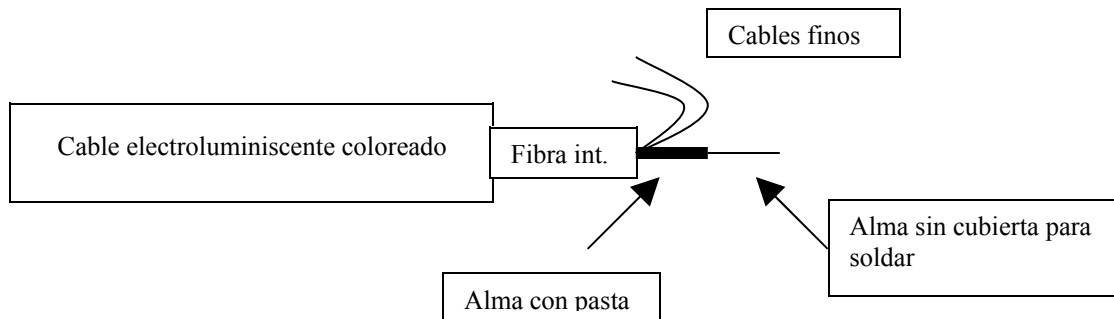 Cables finos
Cable electroluminiscente coloreado
Fibra int.
Alma sin cubierta para
soldar
Alma con pasta